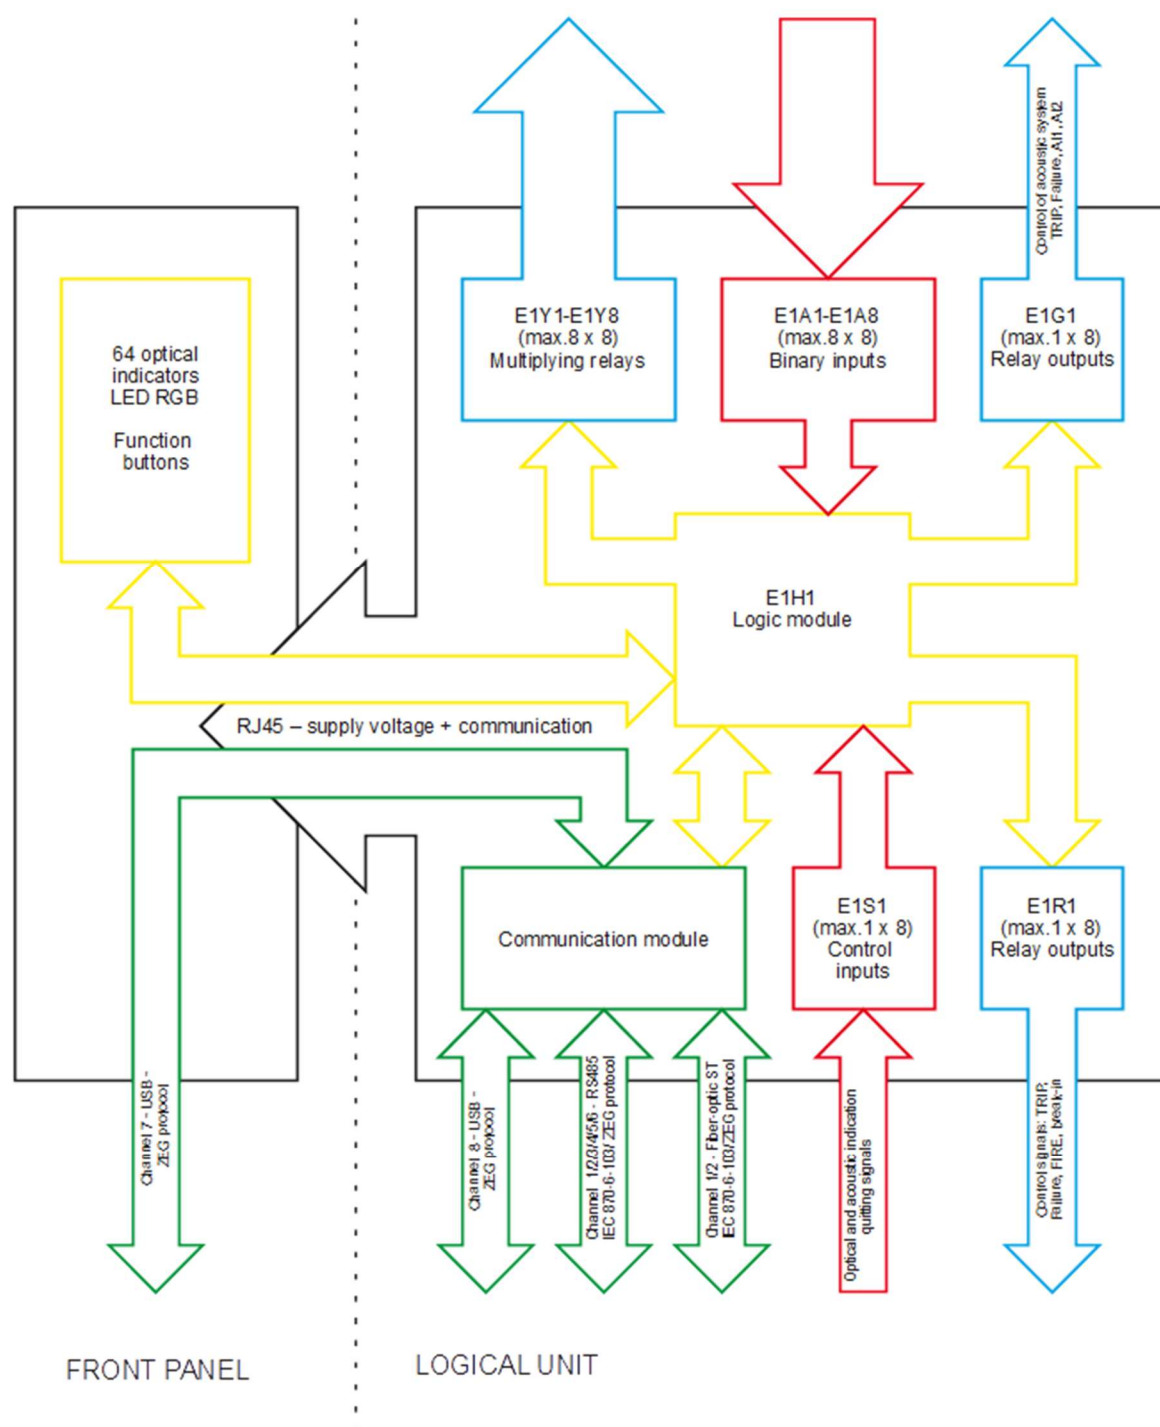 Control of acoustic system
TRIP, Failure, Al1, Al2
E1Y1-E1Y8
(max.8 x 8)
Multiplying relays
E1A1-E1A8
(max.8 x 8)
Binary inputs
E1G1
(max.1 x 8)
Relay outputs
64 optical
indicators
LED RGB
Function
buttons
E1H1
Logic module
RJ45 – supply voltage + communication
Communication module
E1S1
(max.1 x 8)
Control
inputs
E1R1
(max.1 x 8)
Relay outputs
Channel 7 - USB -
ZEG protocol
Channel 8 - USB -
ZEG protocol
Channel 1/2/3/4/5/6 - RS485
IEC 870-6-103/ ZEG protocol
Channel 1/2 - Fiber-optic ST
IEC 870-6-103/ZEG protocol
Optical and acoustic indication
quitting signals
Control signals: TRIP,
Failure, FIRE, break-in
FRONT PANEL
LOGICAL UNIT